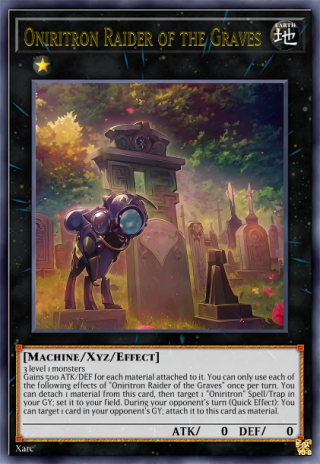 Oniritron Raider of the Graves
EARTH
地
[Machine/Xyz/Effect]
3 level 1 monsters
Gains 500 ATK/DEF for each material attached to it. You can only use each of
the following effects of "Oniritron Raider of the Graves" once per turn. You
can detach 1 material from this card, then target 1 "Oniritron" Spell/Trap in
your GY; set it to your field. During your opponent's turn (Quick Effect): You
can target 1 card in your opponent's GY; attach it to this card as material.
ATK/ 0 DEF/ 0
Xarc